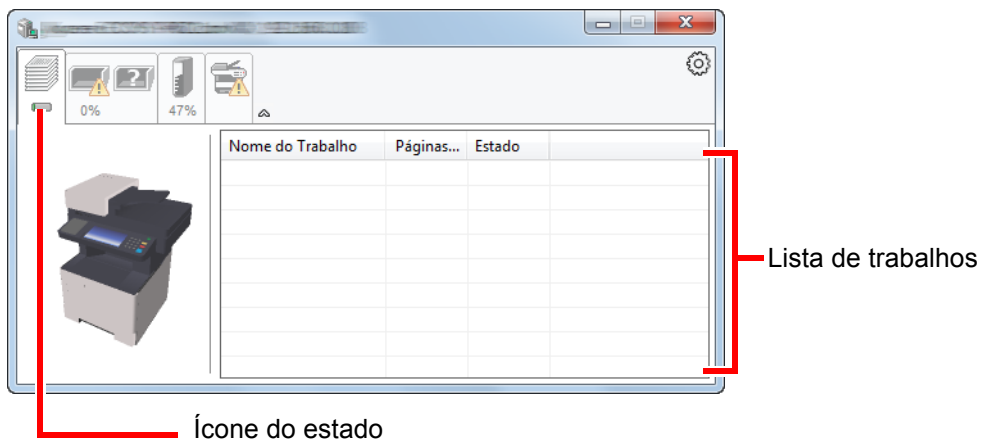 ?
0%
47%
Nome do Trabalho Páginas... Estado
Lista de trabalhos
Ícone do estado